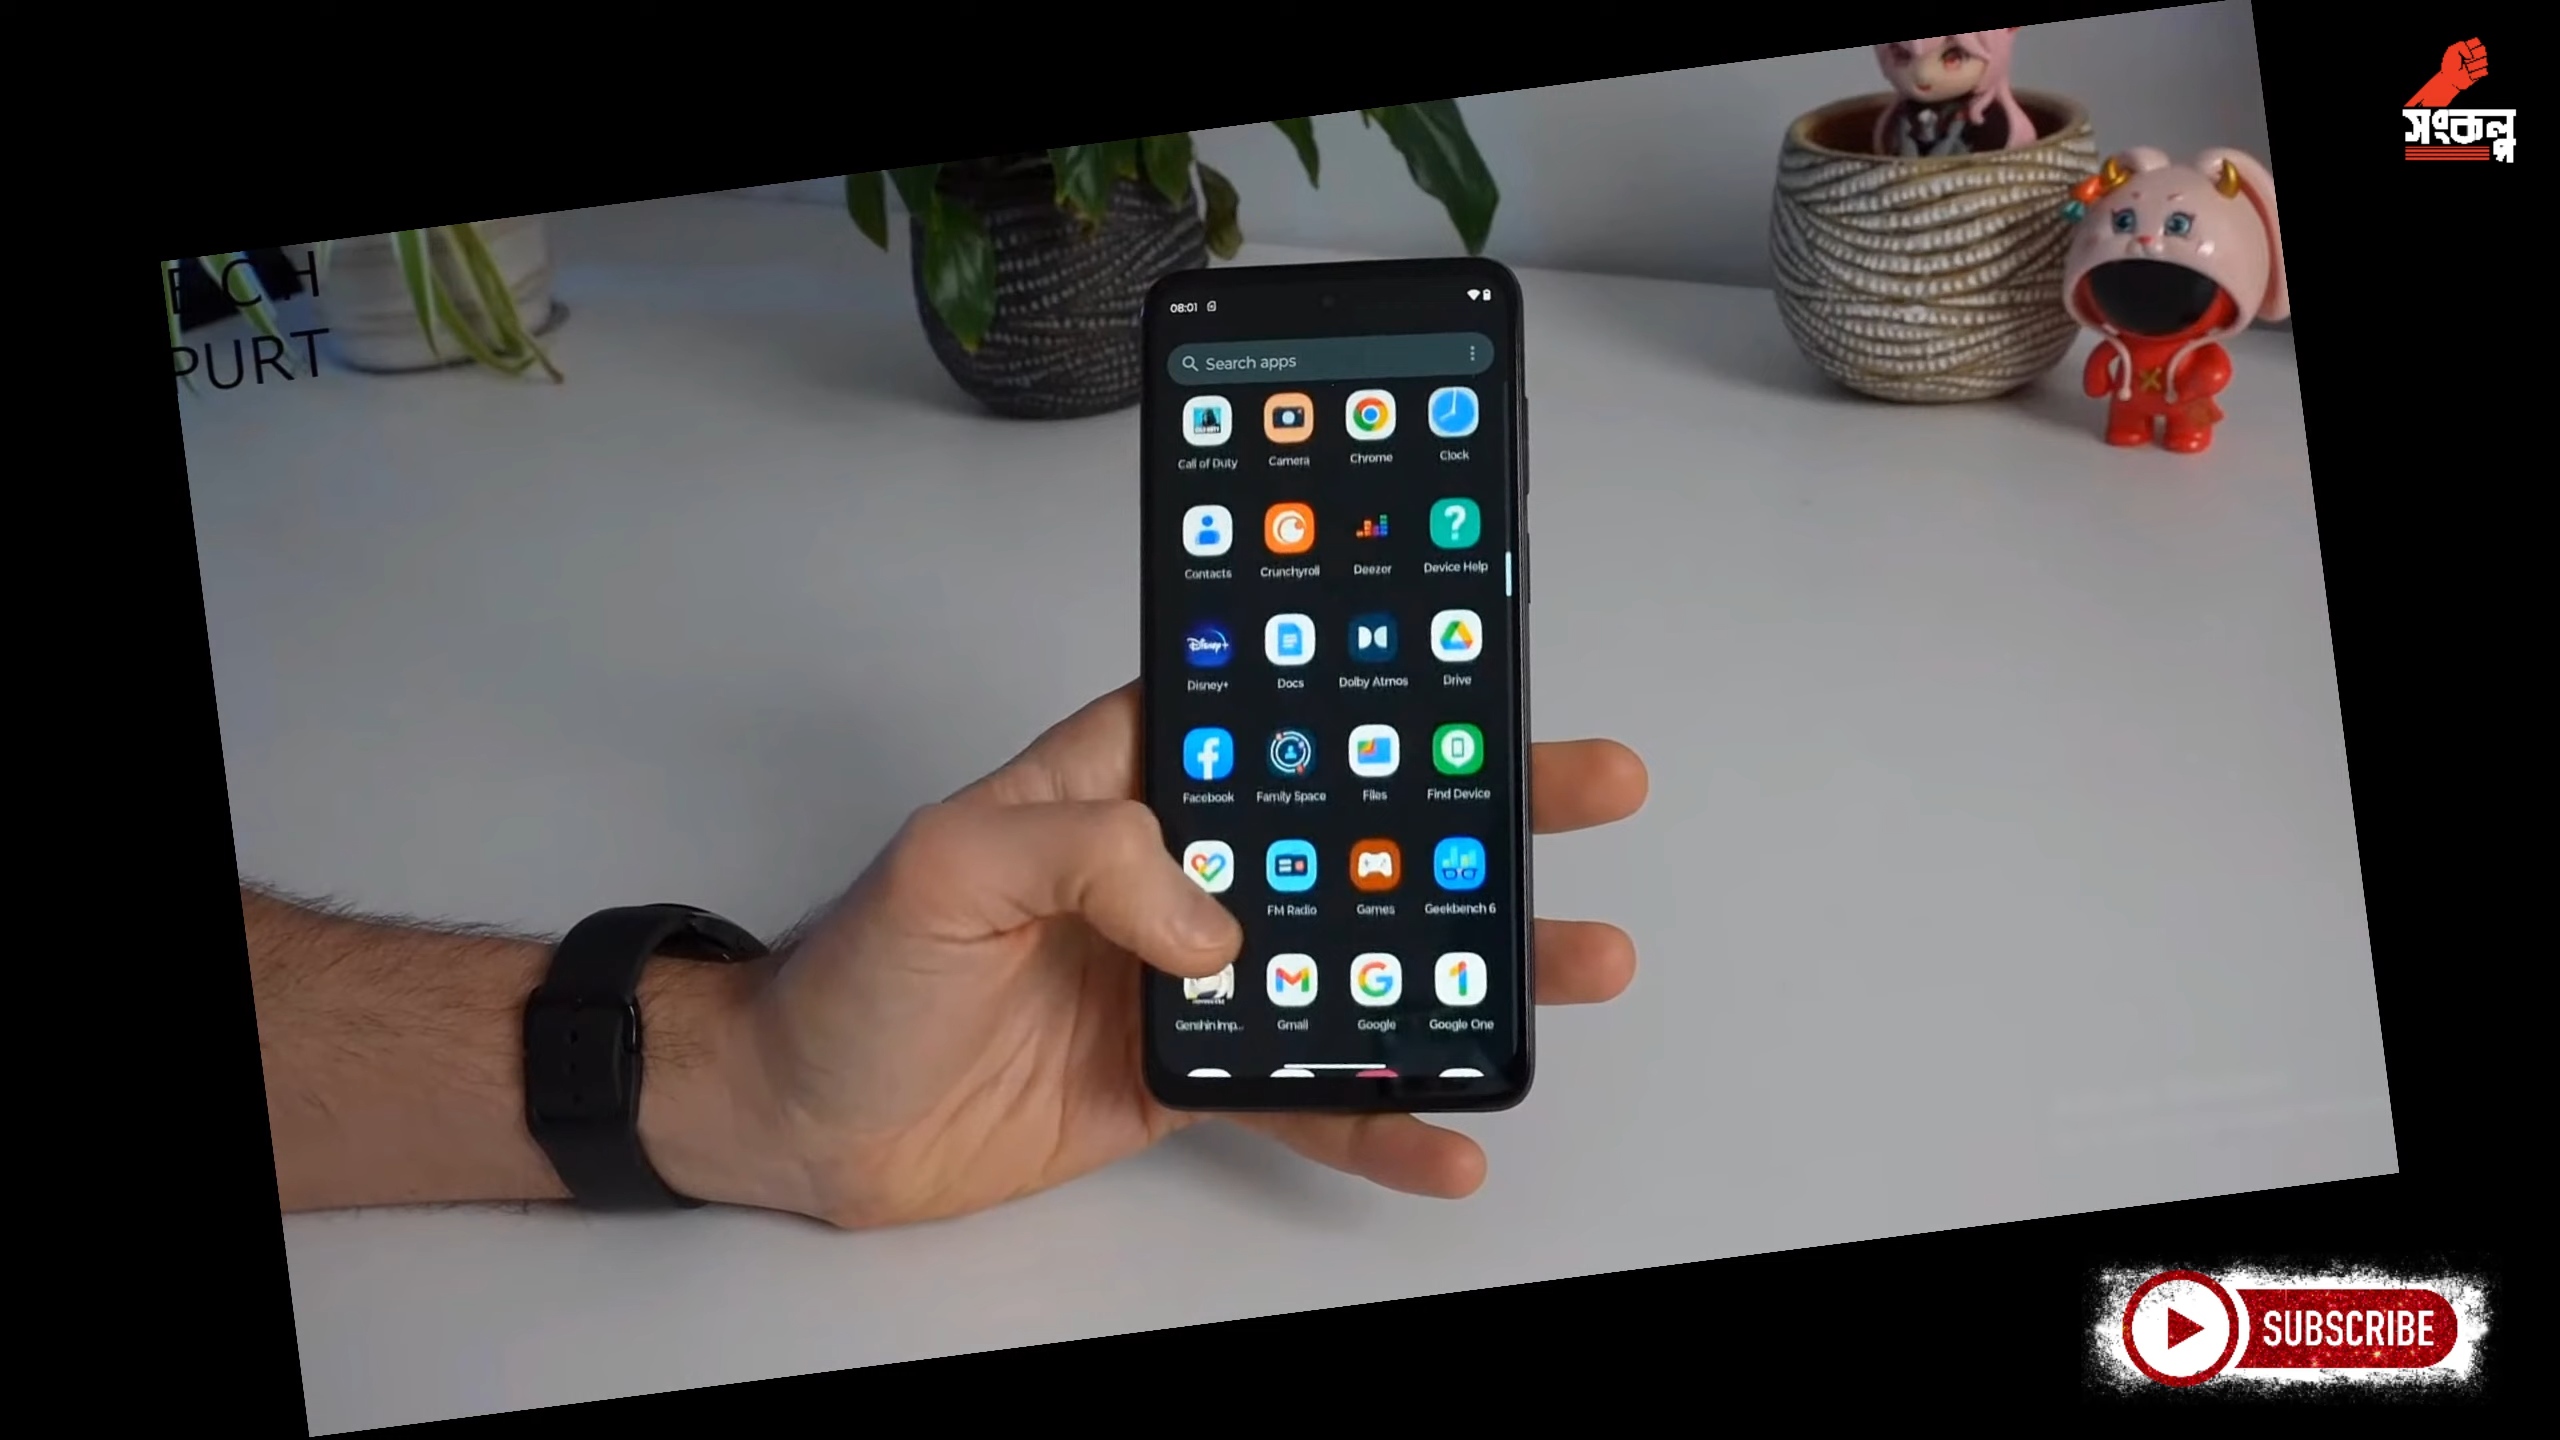 সংকল্প
ECH
PURT
08:01
Search apps
Call of Duty
Camera
Chrome
Clock
Contacts
Crunchyroll
Deezer
Device Help
Disney+
Disney+
Docs
Dolby Atmos
Drive
Facebook
Family Space
Files
Find Device
FM Radio
Games
Geekbench 6
Genshin Imp...
Gmail
Google
Google One
SUBSCRIBE